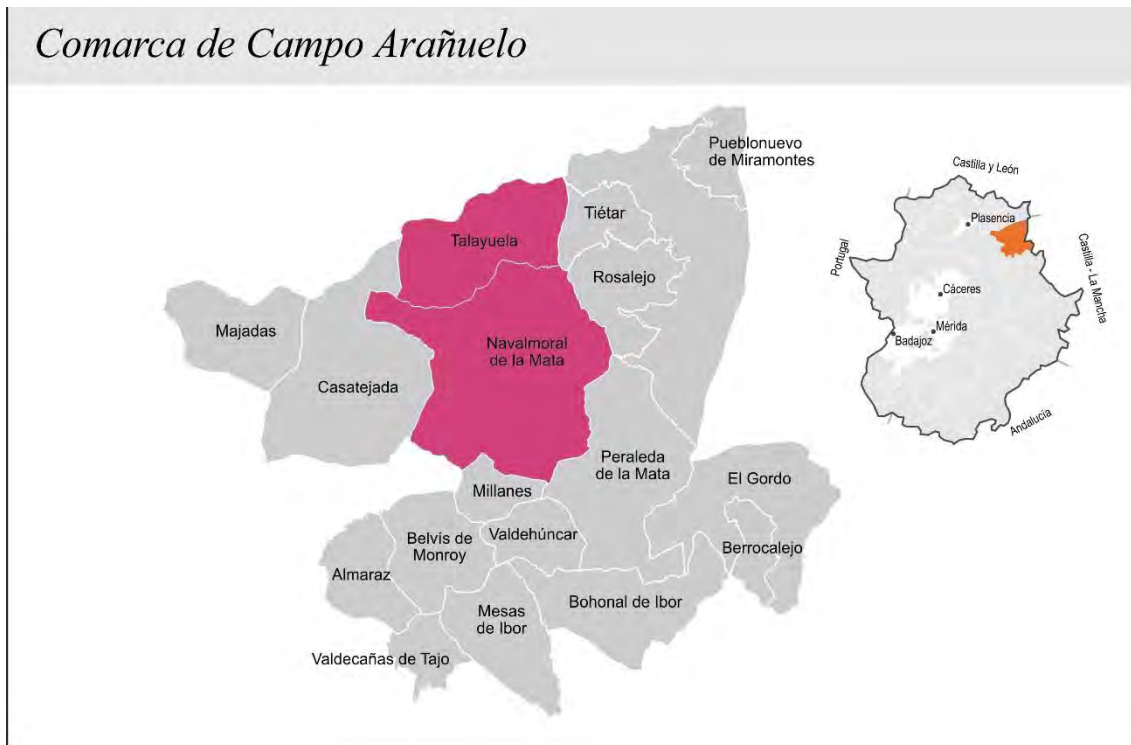 Comarca de Campo Arañuelo
Pueblonuevo
de Miramontes
Tiétar
Talayuela
Rosalejo
Majadas
Navalmoral
de la Mata
Casatejada
Peraleda
de la Mata
El Gordo
Millanes
Valdehúncar
Belvís de
Monroy
Berrocalejo
Almaraz
Bohonal de Ibor
Mesas
de Ibor
Valdecañas de Tajo
Castilla y León
Plasencia
Portugal
Castilla - La Mancha
Cáceres
Mérida
Badajoz
Andalucía